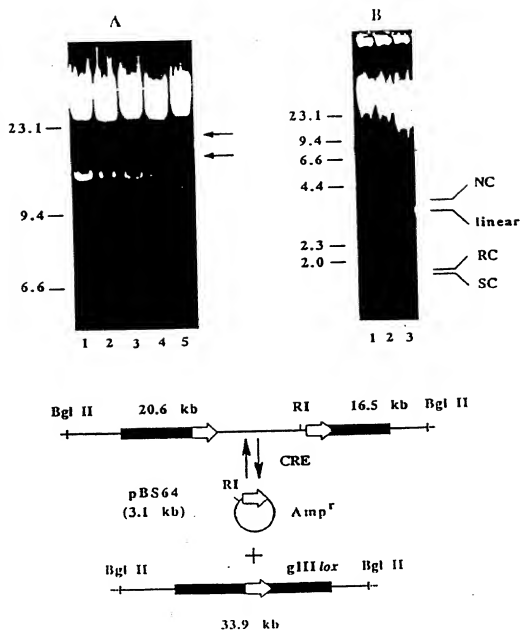 A
23.1
9.4
6.6
1 2 3 4 5
B
23.1
9.4
6.6
4.4
2.3
2.0
NC
linear
RC
SC
1 2 3
Bgl II
20.6 kb
RI
16.5 kb
Bgl II
CRE
pBS64
(3.1 kb)
RI
Amp^r
+
Bgl II
gIII lox
Bgl II
33.9 kb